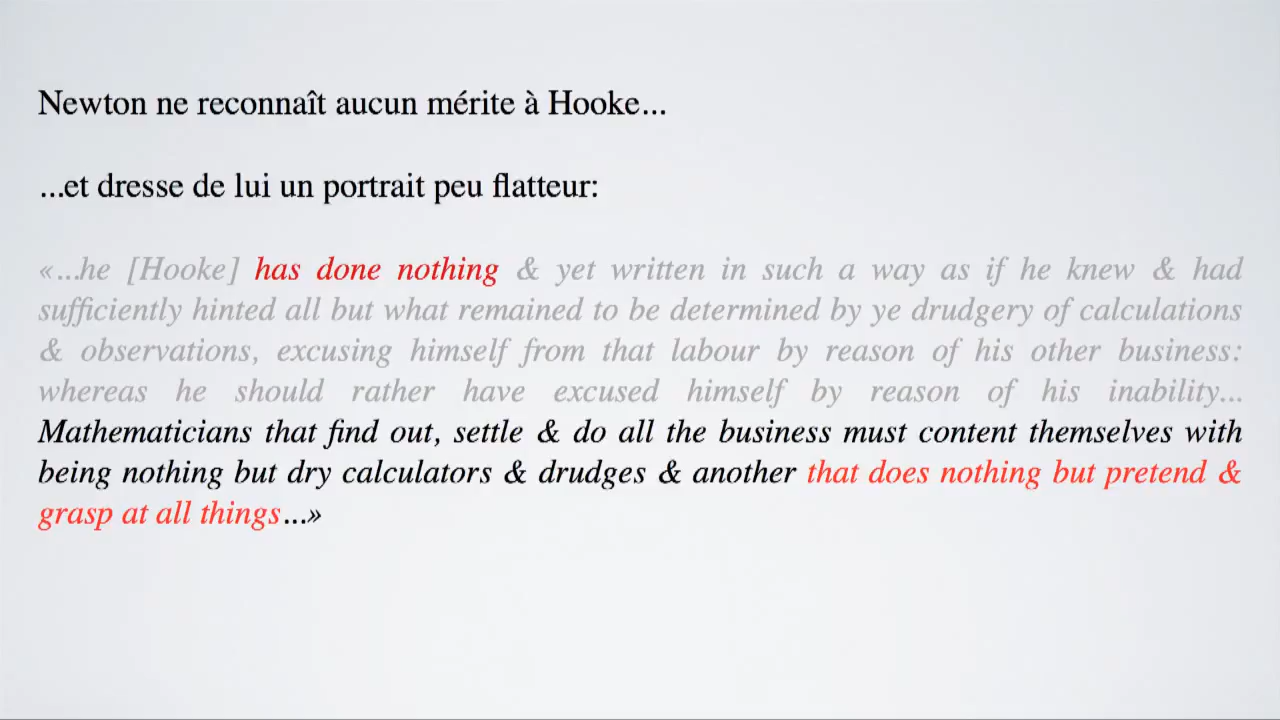 Newton ne reconnaît aucun mérite à Hooke...
...et dresse de lui un portrait peu flatteur:
«...he [Hooke] has done nothing & yet written in such a way as if he knew & had
sufficiently hinted all but what remained to be determined by ye drudgery of calculations
& observations, excusing himself from that labour by reason of his other business:
whereas he should rather have excused himself by reason of his inability...
Mathematicians that find out, settle & do all the business must content themselves with
being nothing but dry calculators & drudges & another that does nothing but pretend &
grasp at all things...»